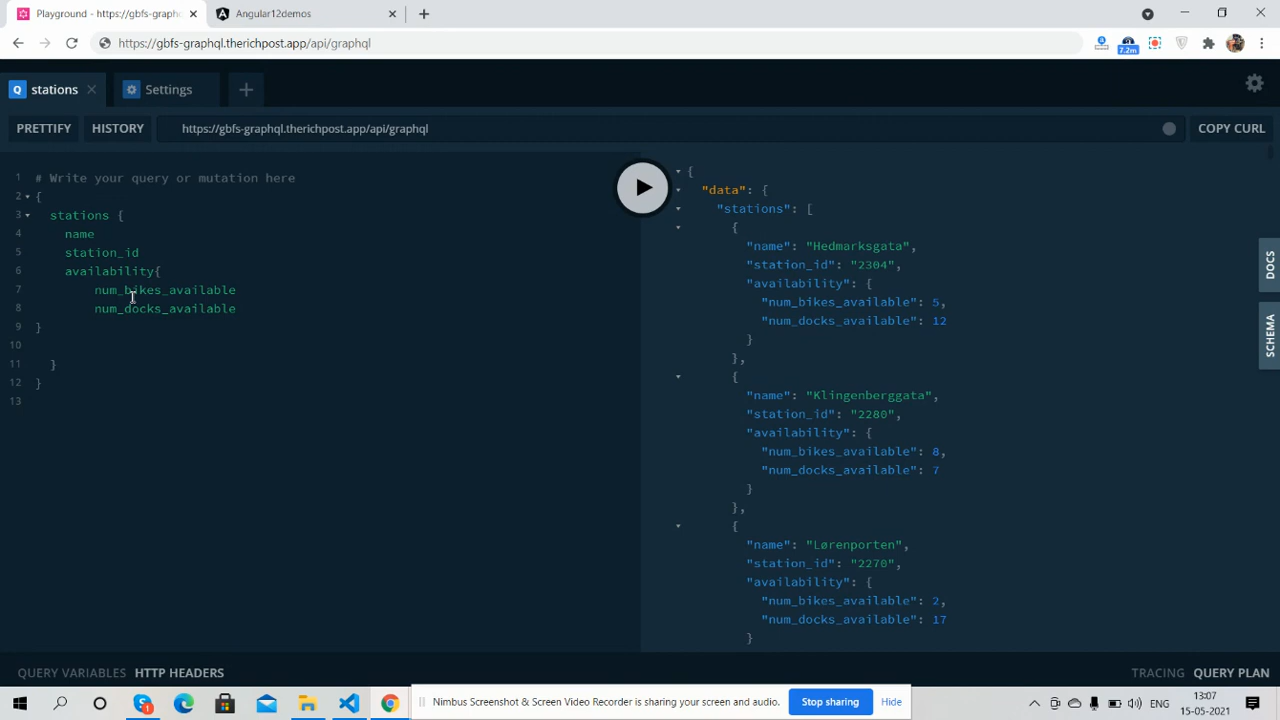 Playground - https://gbfs-graphql
Angular12demos
https://gbfs-graphql.therichpost.app/api/graphql
7.2m
Q stations
Settings
PRETTIFY
HISTORY
https://gbfs-graphql.therichpost.app/api/graphql
COPY CURL
1 # Write your query or mutation here
2 {
3 stations {
4 name
5 station_id
6 availability{
7 num_bikes_available
8 num_docks_available
9 }
10
11 }
12 }
13
{
"data": {
"stations": [
{
"name": "Hedmarksgata",
"station_id": "2304",
"availability": {
"num_bikes_available": 5,
"num_docks_available": 12
}
},
{
"name": "Klingenberggata",
"station_id": "2280",
"availability": {
"num_bikes_available": 8,
"num_docks_available": 7
}
},
{
"name": "Lørenporten",
"station_id": "2270",
"availability": {
"num_bikes_available": 2,
"num_docks_available": 17
}
DOCS
SCHEMA
QUERY VARIABLES
HTTP HEADERS
TRACING
QUERY PLAN
1
Nimbus Screenshot & Screen Video Recorder is sharing your screen and audio.
Stop sharing
Hide
ENG
13:07
15-05-2021